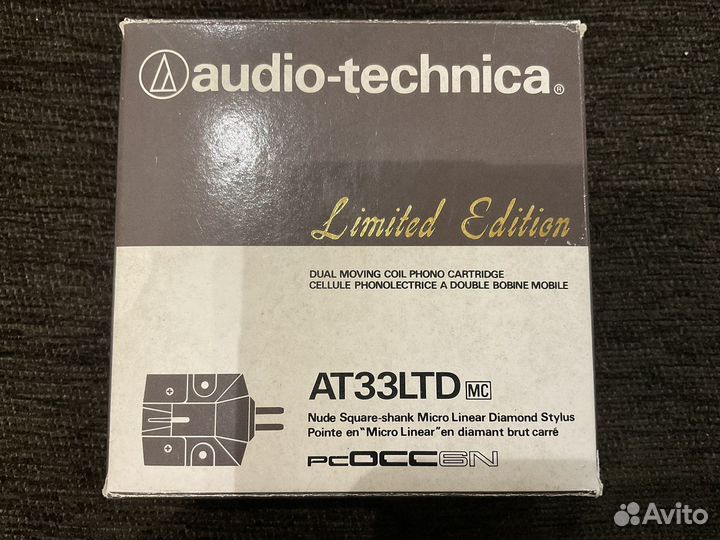 audio-technica®
Limited Edition
DUAL MOVING COIL PHONO CARTRIDGE
CELLULE PHONOLECTRICE A DOUBLE BOBINE MOBILE
AT33LTD MC
Nude Square-shank Micro Linear Diamond Stylus
Pointe en "Micro Linear" en diamant brut carré
PCOCC6N
Avito